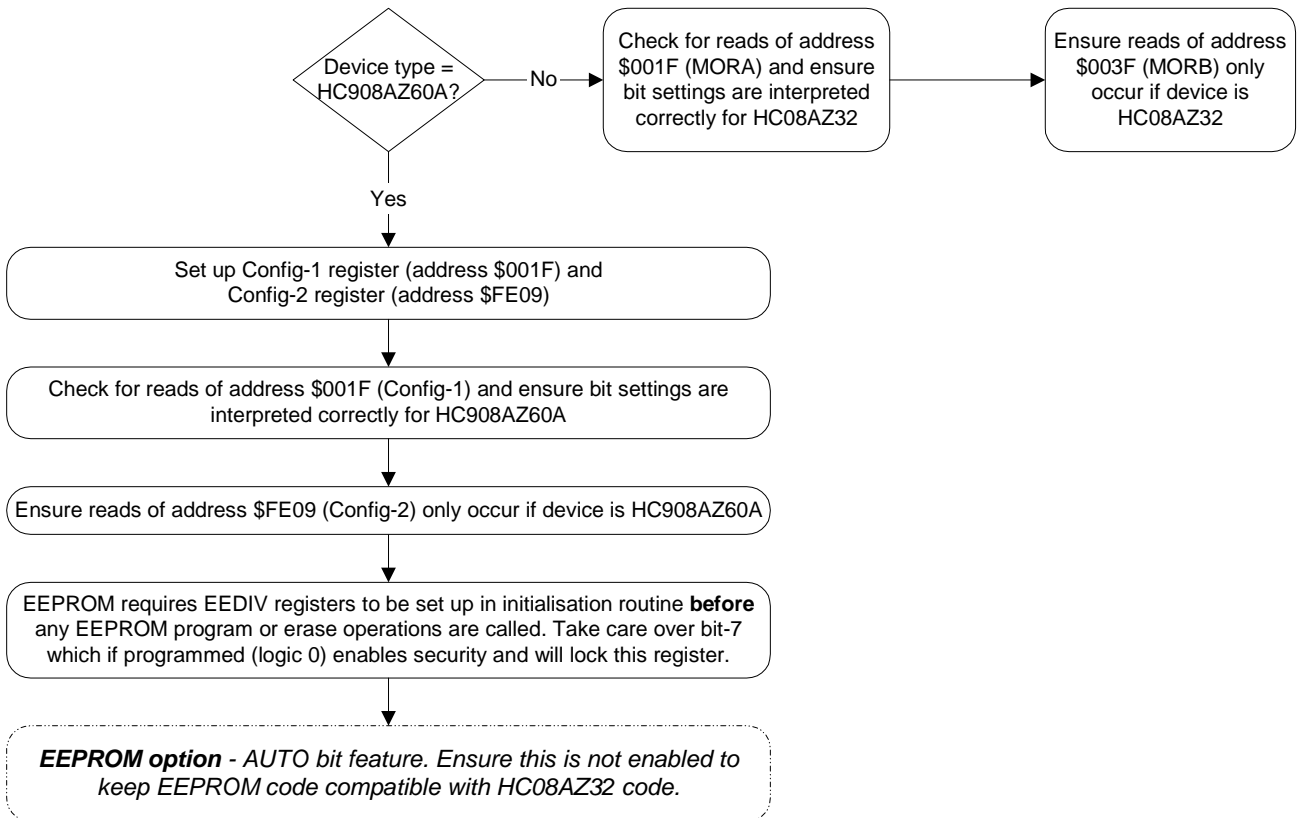 Device type =
HC908AZ60A?
No
Check for reads of address
$001F (MORA) and ensure
bit settings are interpreted
correctly for HC08AZ32
Ensure reads of address
$003F (MORB) only
occur if device is
HC08AZ32
Yes
Set up Config-1 register (address $001F) and
Config-2 register (address $FE09)
Check for reads of address $001F (Config-1) and ensure bit settings are
interpreted correctly for HC908AZ60A
Ensure reads of address $FE09 (Config-2) only occur if device is HC908AZ60A
EEPROM requires EEDIV registers to be set up in initialisation routine before
any EEPROM program or erase operations are called. Take care over bit-7
which if programmed (logic 0) enables security and will lock this register.
EEPROM option - AUTO bit feature. Ensure this is not enabled to
keep EEPROM code compatible with HC08AZ32 code.